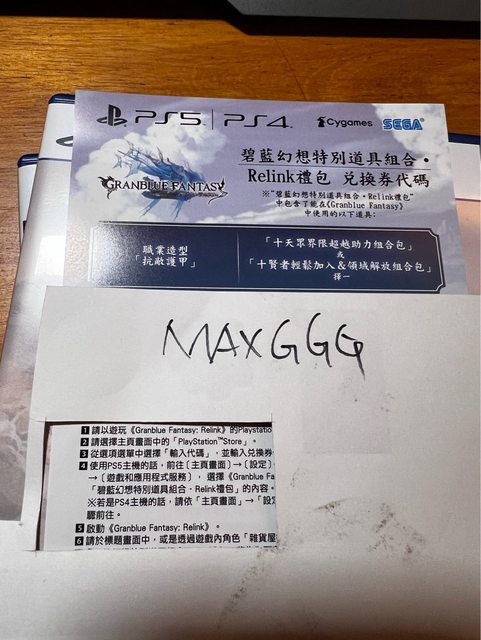 PS5 | PS4 Cygames SEGA
碧藍幻想特別道具組合・
Relink禮包 兌換券代碼
GRANBLUE FANTASY
※"碧藍幻想特別道具組合・Relink禮包"
中包含了能在《Granblue Fantasy》
中使用的以下道具:
職業造型
「抗敵護甲」
「十天眾界限超越助力組合包」
或
「十賢者輕鬆加入&領域解放組合包」
擇一
MAXGGG
1 請以遊玩《Granblue Fantasy: Relink》的Playstatio
2 請選擇主頁畫面中的「PlayStation™Store」。
3 從選項選單中選擇「輸入代碼」,並輸入兌換券
4 使用PS5主機的話,前往〔主頁畫面〕→〔設定〕
→〔遊戲和應用程式服務〕,選擇《Granblue Fa
「碧藍幻想特別道具組合・Relink禮包」的內容。
※若是PS4主機的話,請依「主頁畫面」→「設定
驟前往。
5 啟動《Granblue Fantasy: Relink》。
6 請於標題畫面中,或是透過遊戲內角色「雜貨屋